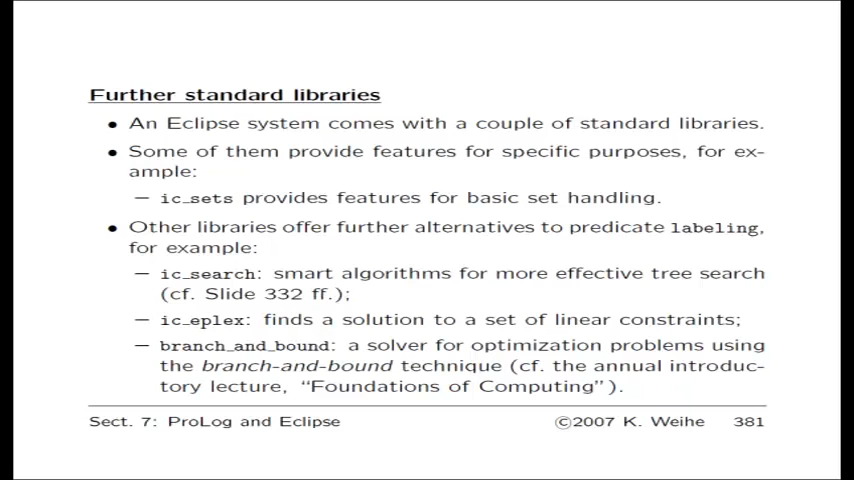 Further standard libraries
• An Eclipse system comes with a couple of standard libraries.
• Some of them provide features for specific purposes, for ex-
ample:
– ic_sets provides features for basic set handling.
• Other libraries offer further alternatives to predicate labeling,
for example:
– ic_search: smart algorithms for more effective tree search
(cf. Slide 332 ff.);
– ic_eplex: finds a solution to a set of linear constraints;
– branch_and_bound: a solver for optimization problems using
the branch-and-bound technique (cf. the annual introduc-
tory lecture, “Foundations of Computing”).
Sect. 7: ProLog and Eclipse ©2007 K. Weihe 381